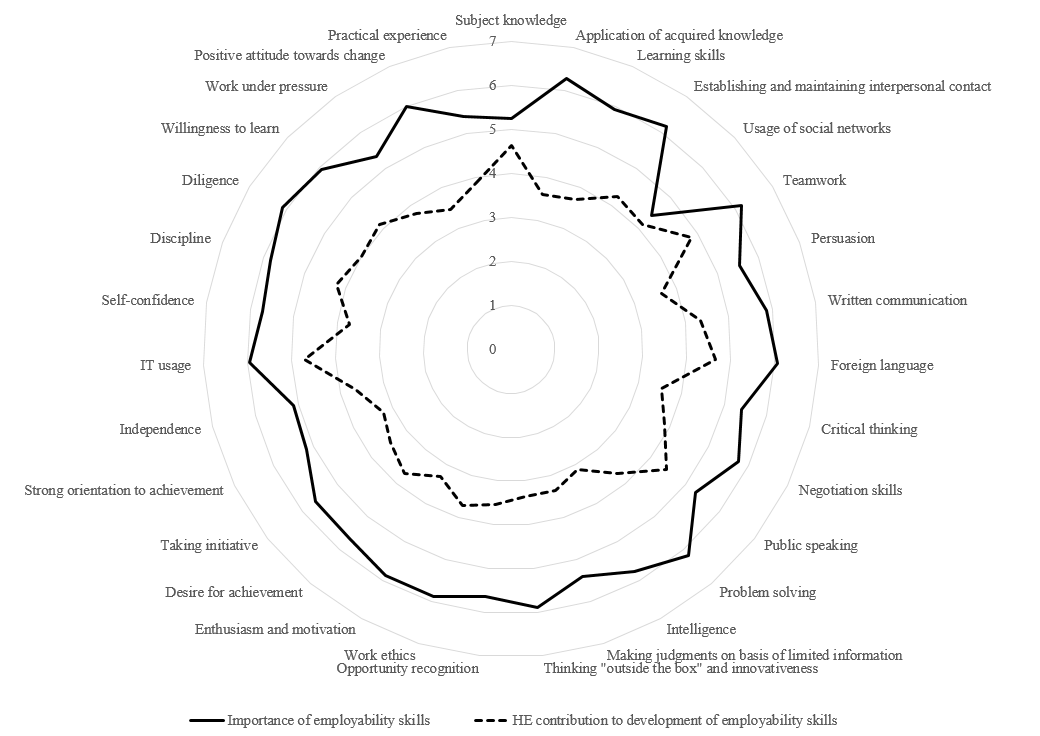 Subject knowledge
Practical experience
7
Application of acquired knowledge
Positive attitude towards change
Learning skills
Work under pressure
6
Establishing and maintaining interpersonal contact
Willingness to learn
5
Usage of social networks
Diligence
4
Teamwork
Discipline
3
Persuasion
2
Self-confidence
1
Written communication
0
IT usage
Foreign language
Independence
Critical thinking
Strong orientation to achievement
Negotiation skills
Taking initiative
Public speaking
Desire for achievement
Problem solving
Enthusiasm and motivation
Intelligence
Work ethics
Making judgments on basis of limited information
Opportunity recognition
Thinking "outside the box" and innovativeness
Importance of employability skills
HE contribution to development of employability skills